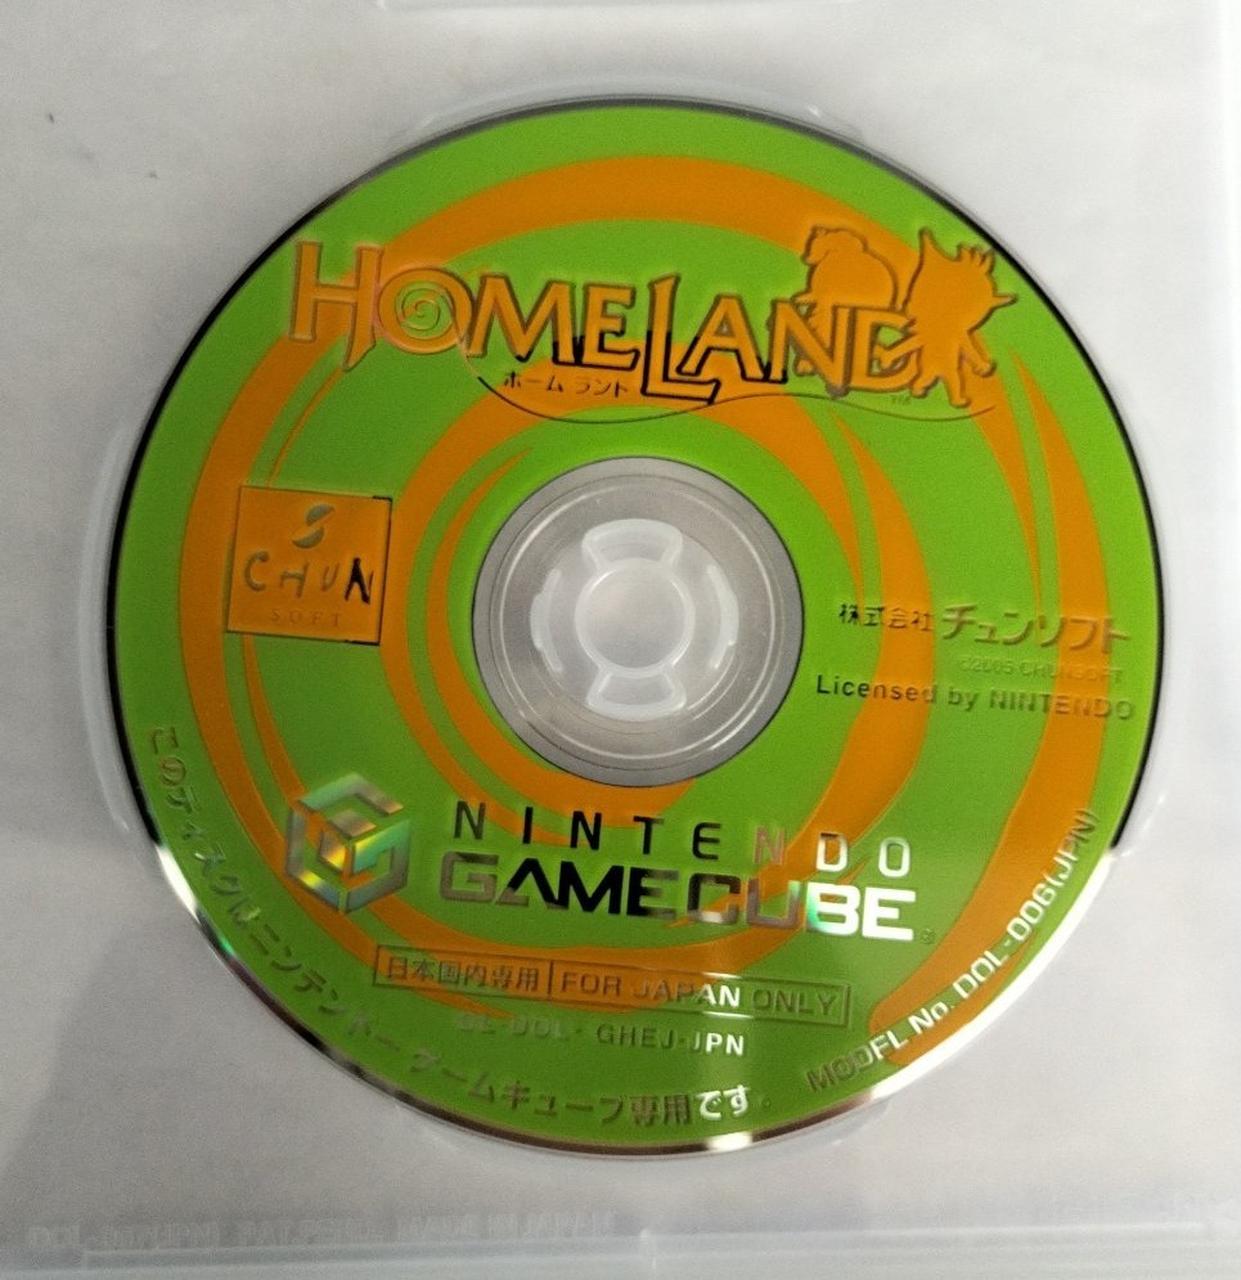 HOMELAND
ホームランド
TM
CHUN
SOFT
株式会社チュンソフト
©2005 CHUNSOFT
Licensed by NINTENDO
NINTENDO
GAMECUBE®
日本国内専用 | FOR JAPAN ONLY
DOL・GHEJ-JPN
MODEL No. DOL-006(JPN)
このディスクはニンテンドーゲームキューブ専用です。